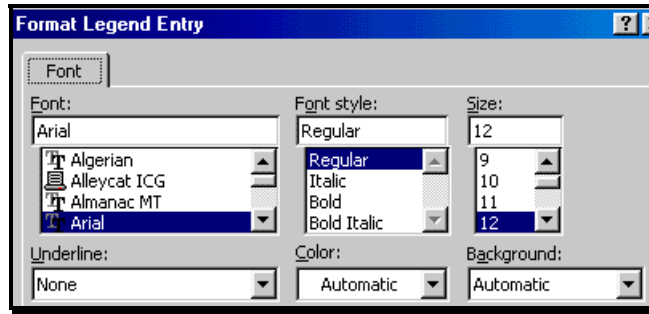 Format Legend Entry ?
Font
Font: Font style: Size:
Arial Regular 12
Algerian Regular 9
Alleycat ICG Italic 10
Almanac MT Bold 11
Arial Bold Italic 12
Underline: Color: Background:
None Automatic Automatic